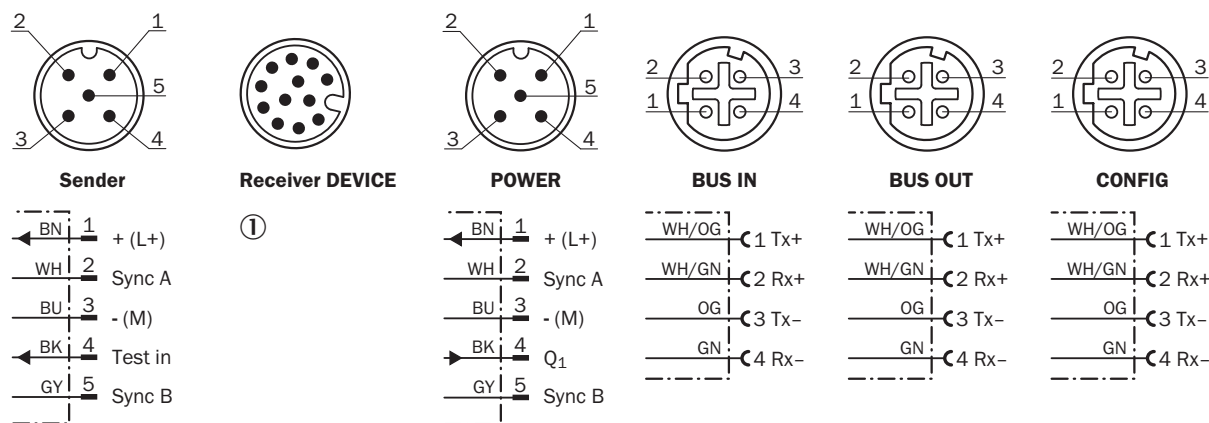 2 1 2 1
5 5 2 3 2 3 2 3
1 4 1 4 1 4
3 4 3 4
Sender Receiver DEVICE POWER BUS IN BUS OUT CONFIG
①
BN 1 + (L+) BN 1 + (L+) WH/OG 1 Tx+ WH/OG 1 Tx+ WH/OG 1 Tx+
WH 2 Sync A WH 2 Sync A WH/GN 2 Rx+ WH/GN 2 Rx+ WH/GN 2 Rx+
BU 3 - (M) BU 3 - (M) OG 3 Tx– OG 3 Tx– OG 3 Tx–
BK 4 Test in BK 4 Q₁ GN 4 Rx– GN 4 Rx– GN 4 Rx–
GY 5 Sync B GY 5 Sync B